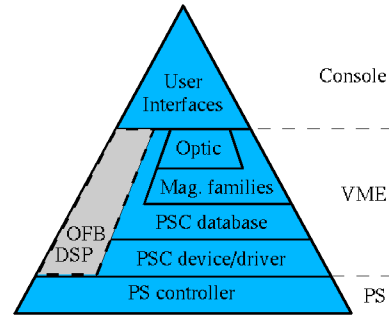 User
Interfaces
Console
Optic
Mag. families
VME
PSC database
OFB
DSP
PSC device/driver
PS controller
PS